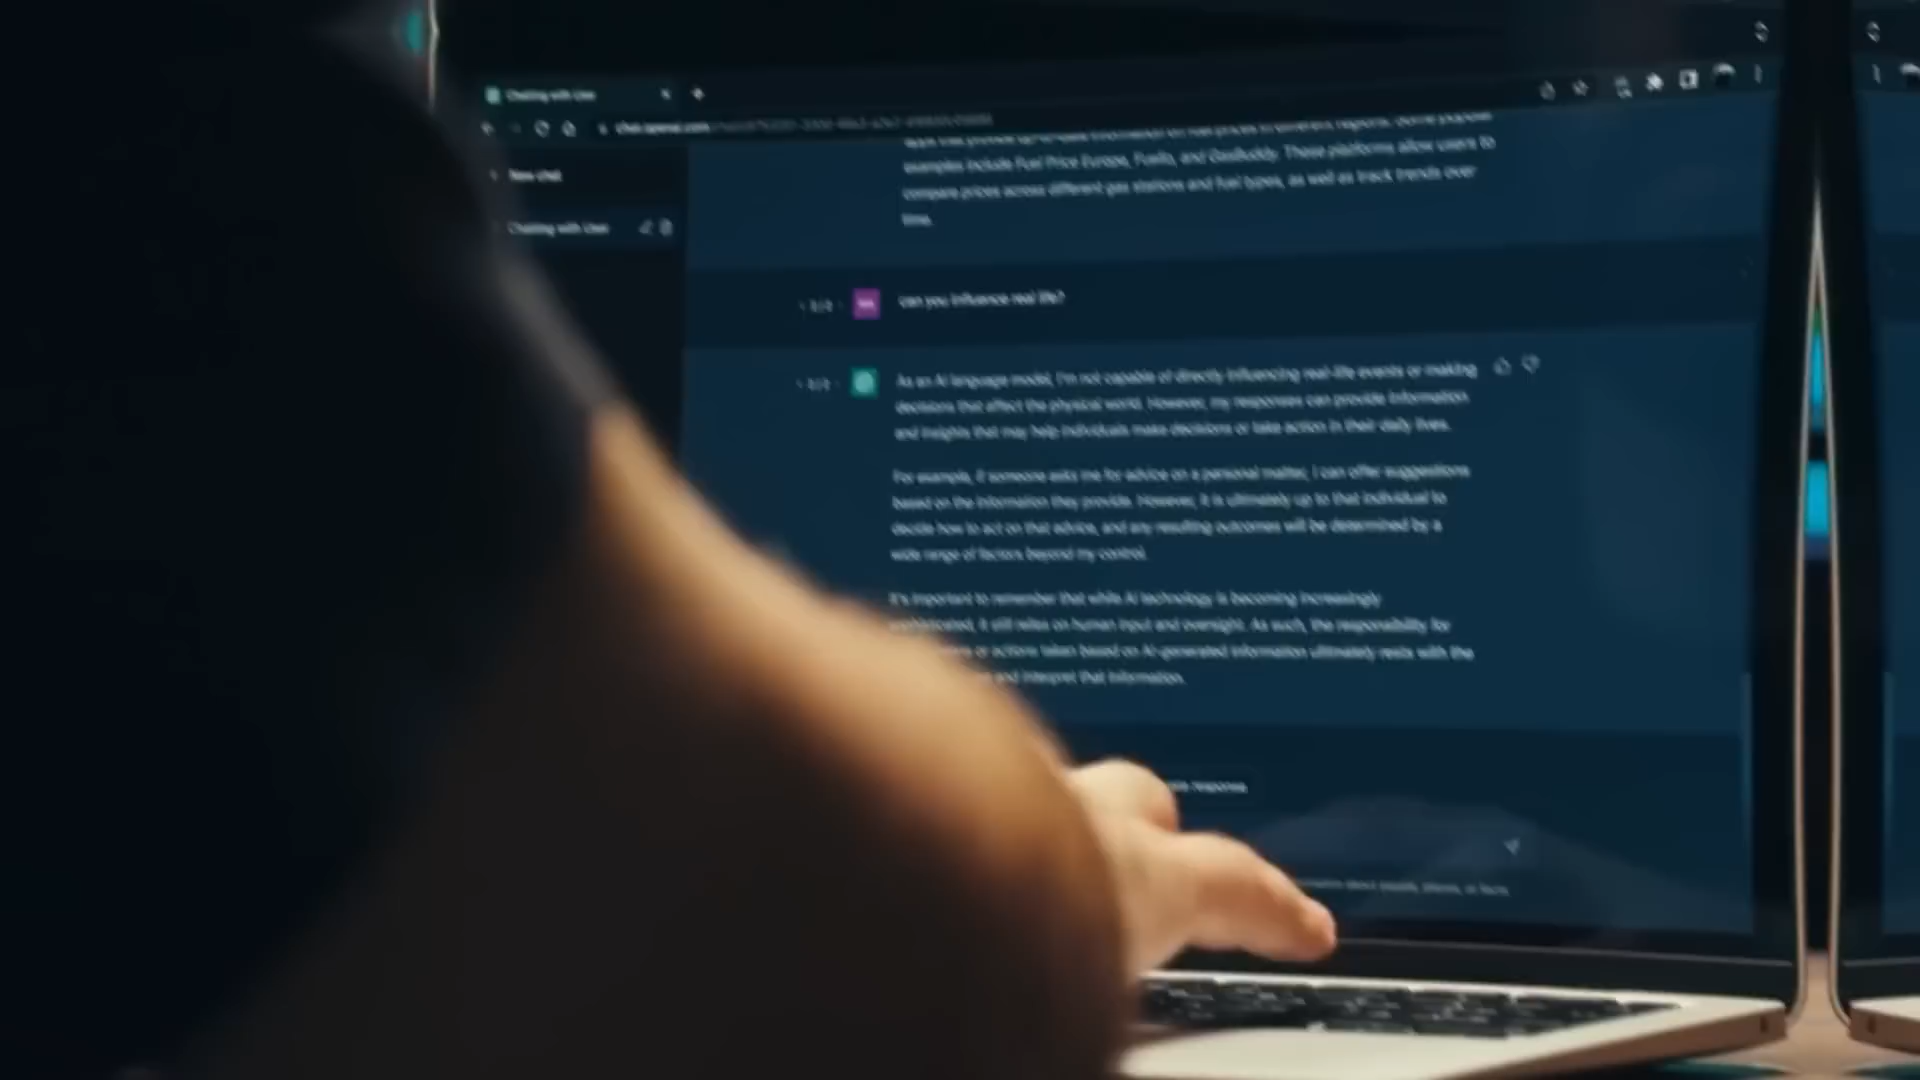 Chatting with User
chat.openai.com
New chat
Chatting with User
examples include Fuel Price Europe, Fuelio, and GasBuddy. These platforms allow users to
compare prices across different gas stations and fuel types, as well as track trends over
time.
can you influence real life?
As an AI language model, I'm not capable of directly influencing real-life events or making
decisions that affect the physical world. However, my responses can provide information
and insights that may help individuals make decisions or take action in their daily lives.
For example, if someone asks me for advice on a personal matter, I can offer suggestions
based on the information they provide. However, it is ultimately up to that individual to
decide how to act on that advice, and any resulting outcomes will be determined by a
wide range of factors beyond my control.
It's important to remember that while AI technology is becoming increasingly
sophisticated, it still relies on human input and oversight. As such, the responsibility for
or actions taken based on AI-generated information ultimately rests with the
and interpret that information.
response
about people, places, or facts